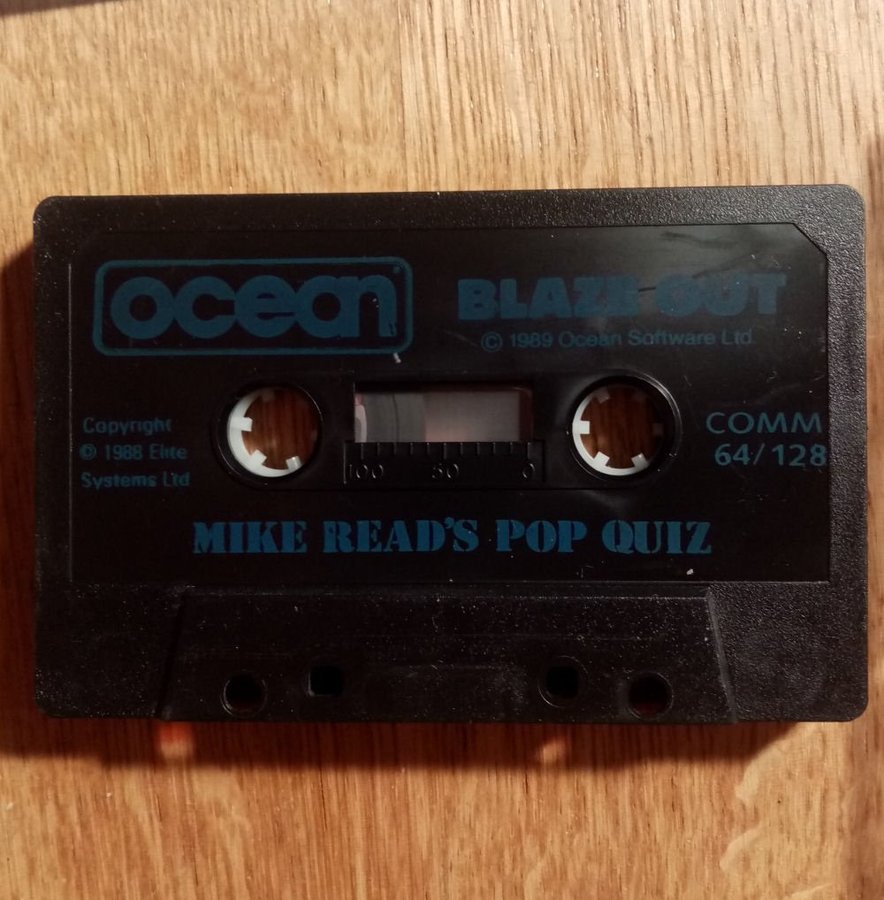 ocean
BLAZE OUT
© 1989 Ocean Software Ltd
Copyright
© 1988 Elite
Systems Ltd
100 50 0
COMM
64/128
MIKE READ'S POP QUIZ